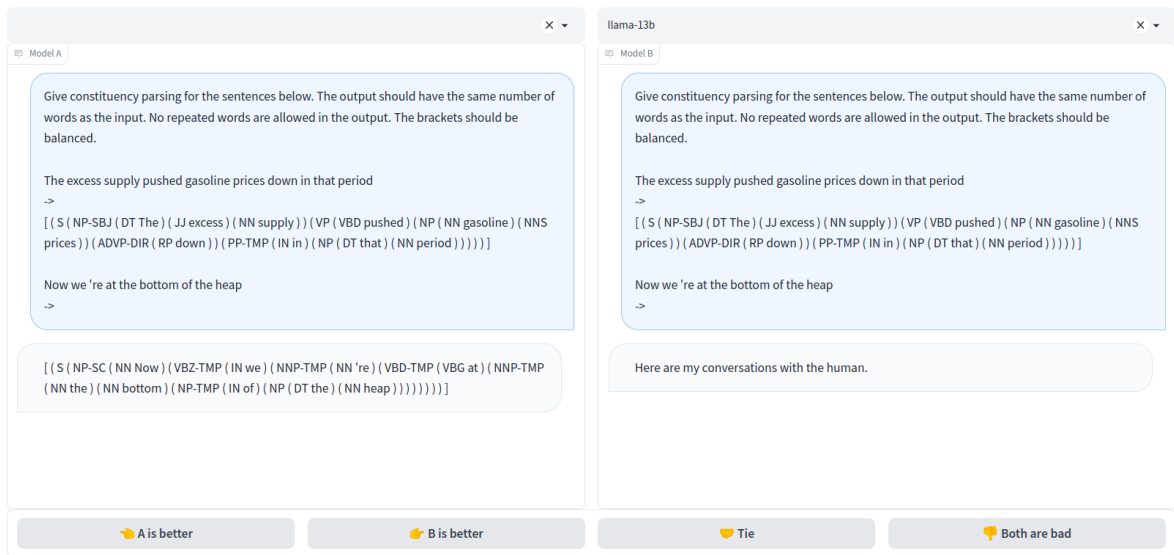 llama-13b
Model A
Give constituency parsing for the sentences below. The output should have the same number of
words as the input. No repeated words are allowed in the output. The brackets should be
balanced.
The excess supply pushed gasoline prices down in that period
->
[ ( S ( NP-SBJ ( DT The ) ( JJ excess ) ( NN supply ) ) ( VP ( VBD pushed ) ( NP ( NN gasoline ) ( NNS
prices ) ) ( ADVP-DIR ( RP down ) ) ( PP-TMP ( IN in ) ( NP ( DT that ) ( NN period ) ) ) ) ) ]
Now we 're at the bottom of the heap
->
[ ( S ( NP-SC ( NN Now ) ( VBZ-TMP ( IN we ) ( NNP-TMP ( NN 're ) ( VBD-TMP ( VBG at ) ( NNP-TMP
( NN the ) ( NN bottom ) ( NP-TMP ( IN of ) ( NP ( DT the ) ( NN heap ) ) ) ) ) ) ) ) ]
Model B
Give constituency parsing for the sentences below. The output should have the same number of
words as the input. No repeated words are allowed in the output. The brackets should be
balanced.
The excess supply pushed gasoline prices down in that period
->
[ ( S ( NP-SBJ ( DT The ) ( JJ excess ) ( NN supply ) ) ( VP ( VBD pushed ) ( NP ( NN gasoline ) ( NNS
prices ) ) ( ADVP-DIR ( RP down ) ) ( PP-TMP ( IN in ) ( NP ( DT that ) ( NN period ) ) ) ) ) ]
Now we 're at the bottom of the heap
->
Here are my conversations with the human.
👈 A is better
👉 B is better
🤝 Tie
👎 Both are bad